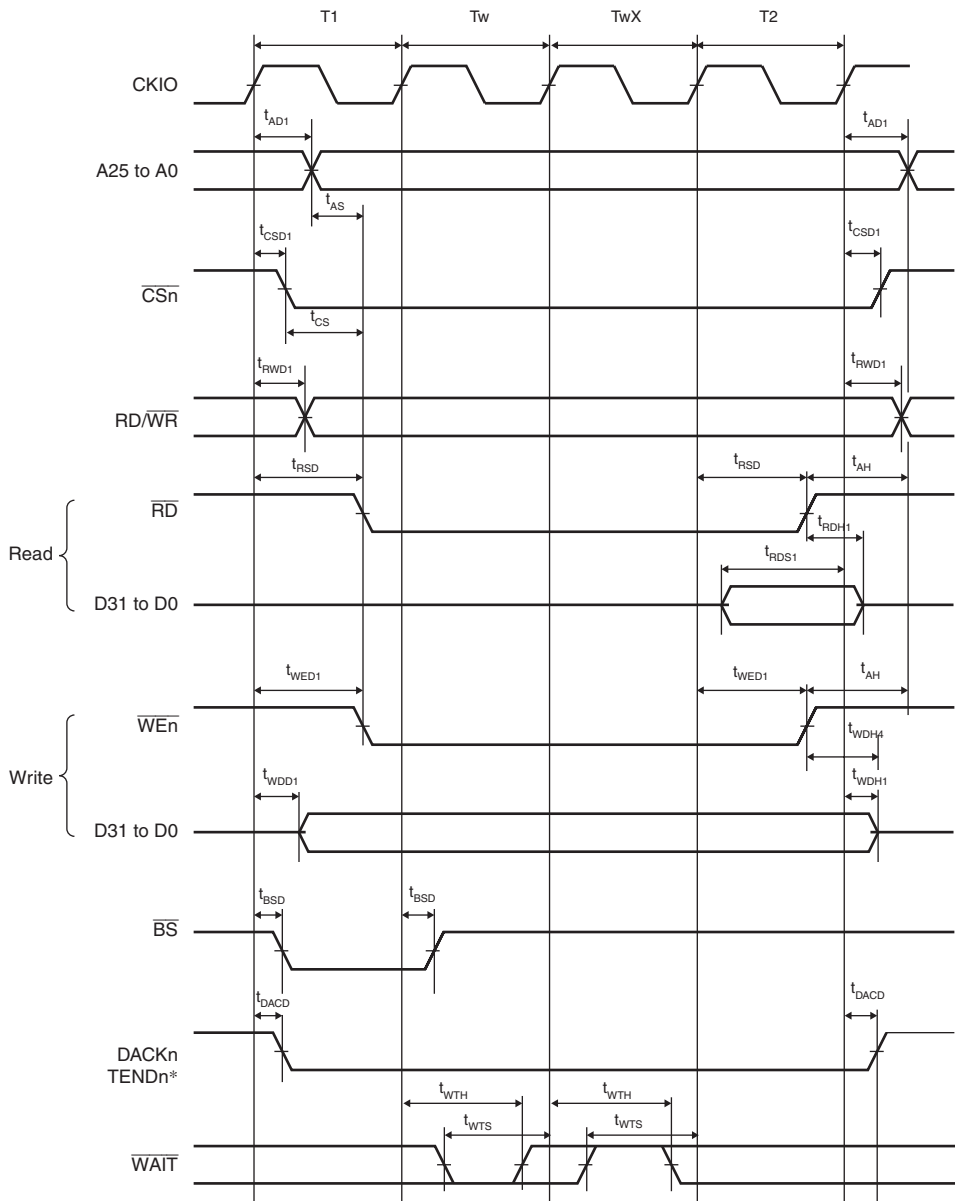 T1 Tw TwX T2
CKIO
tAD1 tAD1
A25 to A0
tAS
tCSD1 tCSD1
CSn
tCS
tRWD1 tRWD1
RD/WR
tRSD tRSD tAH
RD
tRDH1
Read
tRDS1
D31 to D0
tWED1 tWED1 tAH
WEn
tWDH4
Write
tWDD1 tWDH1
D31 to D0
tBSD tBSD
BS
tDACD tDACD
DACKn
TENDn*
tWTH tWTH
tWTS tWTS
WAIT